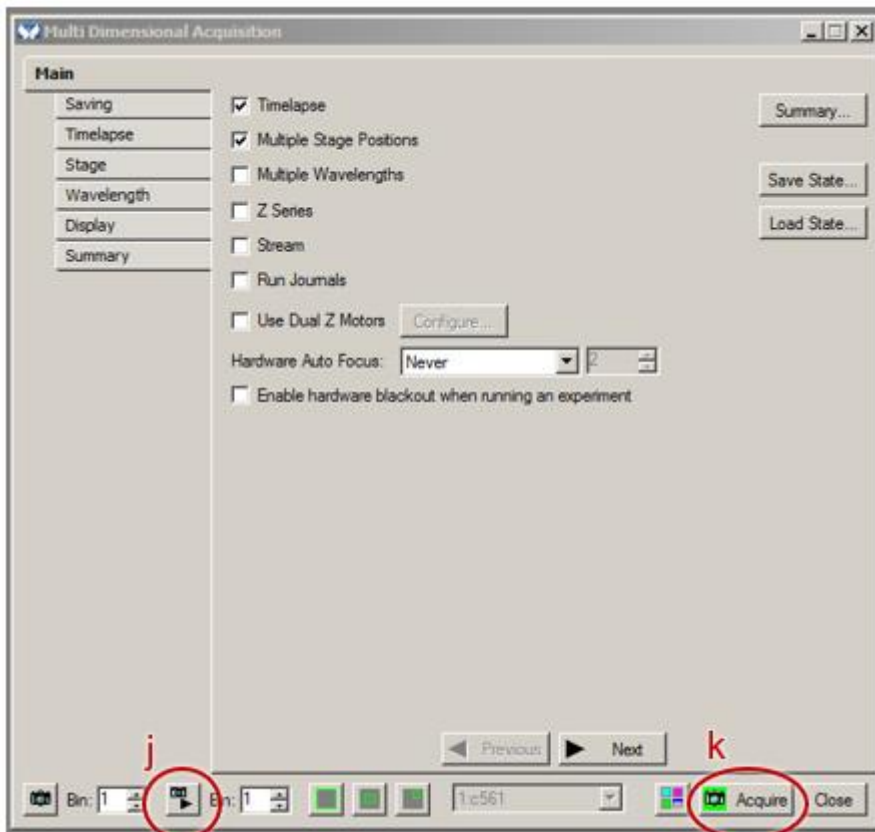 Multi Dimensional Acquisition
Main
Saving
Timelapse
Stage
Wavelength
Display
Summary
Timelapse
Multiple Stage Positions
Multiple Wavelengths
Z Series
Stream
Run Journals
Use Dual Z Motors Configure...
Hardware Auto Focus: Never 2
Enable hardware blackout when running an experiment
Summary...
Save State...
Load State...
Previous Next
j k
Bin: 1 Bin: 1 1:c561 Acquire Close